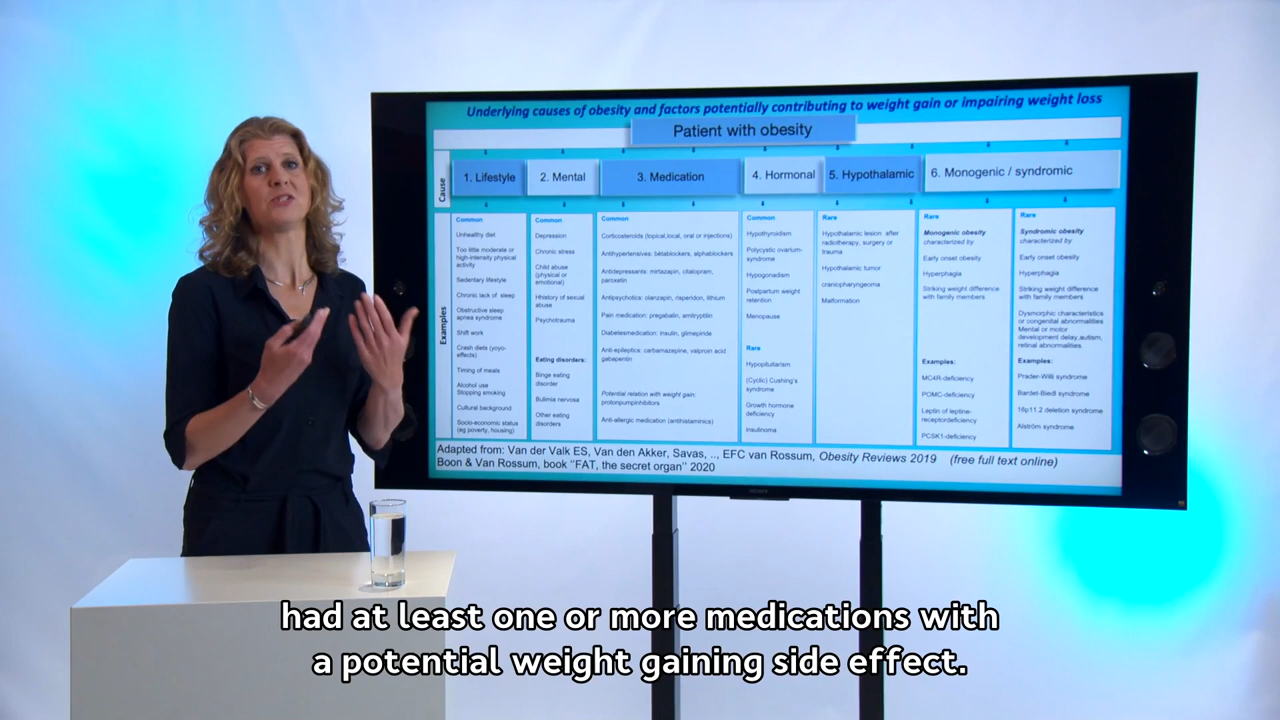 Underlying causes of obesity and factors potentially contributing to weight gain or impairing weight loss
Patient with obesity
Cause
1. Lifestyle
2. Mental
3. Medication
4. Hormonal
5. Hypothalamic
6. Monogenic / syndromic
Examples
Common
Unhealthy diet
Too little moderate or
high-intensity physical
activity
Sedentary lifestyle
Chronic lack of sleep
Obstructive sleep
apnea syndrome
Shift work
Crash diets (yoyo-
effects)
Timing of meals
Alcohol use
Stopping smoking
Cultural background
Socio-economic status
(eg poverty, housing)
Common
Depression
Chronic stress
Child abuse
(physical or
emotional)
Hhistory of sexual
abuse
Psychotrauma
Eating disorders:
Binge eating
disorder
Bulimia nervosa
Other eating
disorders
Common
Corticosteroids (topical,local, oral or injections)
Antihypertensives: bètablockers, alphablockers
Antidepressants: mirtazapin, citalopram,
paroxetin
Antipsychotics: olanzapin, risperidon, lithium
Pain medication: pregabalin, amitryptilin
Diabetesmedication: insulin, glimepiride
Anti-epileptics: carbamazepine, valproin acid
gabepentin
Potential relation with weight gain:
protonpumpinhibitors
Anti-allergic medication (antihistaminics)
Common
Hypothyroidism
Polycystic ovarium-
syndrome
Hypogonadism
Postpartum weight
retention
Menopause
Rare
Hypopituitarism
(Cyclic) Cushing's
syndrome
Growth hormone
deficiency
Insulinoma
Rare
Hypothalamic lesion after
radiotherapy, surgery or
trauma
Hypothalamic tumor
craniopharyngeoma
Malformation
Rare
Monogenic obesity
characterized by
Early onset obesity
Hyperphagia
Striking weight difference
with family members
Examples:
MC4R-deficiency
POMC-deficiency
Leptin of leptine-
receptordeficiency
PCSK1-deficiency
Rare
Syndromic obesity
characterized by
Early onset obesity
Hyperphagia
Striking weight difference
with family members
Dysmorphic characteristics
or congenital abnormalities
Mental or motor
development delay,autism,
retinal abnormalities
Examples:
Prader-Willi syndrome
Bardet-Biedl syndrome
16p11.2 deletion syndrome
Alström syndrome
Adapted from: Van der Valk ES, Van den Akker, Savas, .., EFC van Rossum, Obesity Reviews 2019 (free full text online)
Boon & Van Rossum, book "FAT, the secret organ" 2020
SONY
had at least one or more medications with
a potential weight gaining side effect.